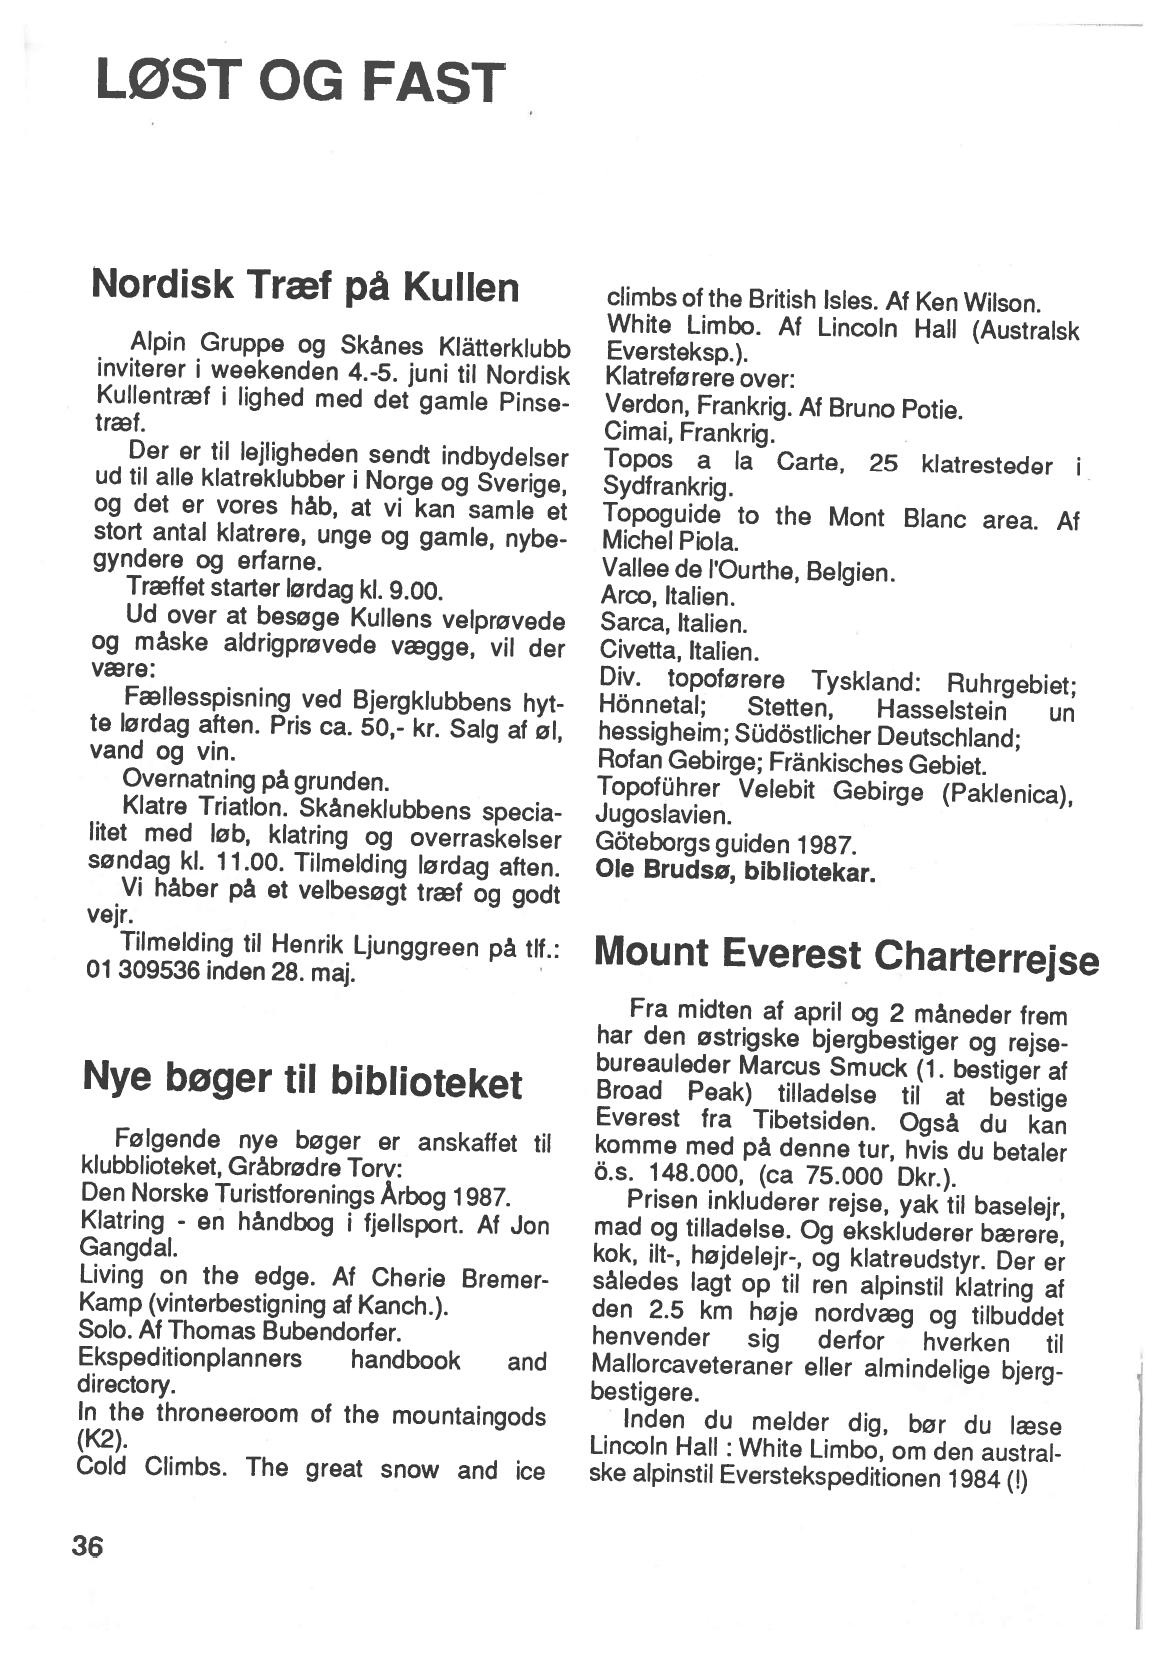 LØST OG FAST
Nordisk Træf på Kullen
Alpin Gruppe og Skånes Klätterklubb
inviterer i weekenden 4.-5. juni til Nordisk
Kullentræf i lighed med det gamle Pinse-
træf.
Der er til lejligheden sendt indbydelser
ud til alle klatreklubber i Norge og Sverige,
og det er vores håb, at vi kan samle et
stort antal klatrere, unge og gamle, nybe-
gyndere og erfarne.
Træffet starter lørdag kl. 9.00.
Ud over at besøge Kullens velprøvede
og måske aldrigprøvede vægge, vil der
være:
Fællesspisning ved Bjergklubbens hyt-
te lørdag aften. Pris ca. 50,- kr. Salg af øl,
vand og vin.
Overnatning på grunden.
Klatre Triatlon. Skåneklubbens specia-
litet med løb, klatring og overraskelser
søndag kl. 11.00. Tilmelding lørdag aften.
Vi håber på et velbesøgt træf og godt
vejr.
Tilmelding til Henrik Ljunggreen på tlf.:
01 309536 inden 28. maj.
Nye bøger til biblioteket
Følgende nye bøger er anskaffet til
klubblioteket, Gråbrødre Torv:
Den Norske Turistforenings Årbog 1987.
Klatring - en håndbog i fjellsport. Af Jon
Gangdal.
Living on the edge. Af Cherie Bremer-
Kamp (vinterbestigning af Kanch.).
Solo. Af Thomas Bubendorfer.
Ekspeditionplanners handbook and
directory.
In the throneeroom of the mountaingods
(K2).
Cold Climbs. The great snow and ice
climbs of the British Isles. Af Ken Wilson.
White Limbo. Af Lincoln Hall (Australsk
Eversteksp.).
Klatreførere over:
Verdon, Frankrig. Af Bruno Potie.
Cimai, Frankrig.
Topos a la Carte, 25 klatresteder i
Sydfrankrig.
Topoguide to the Mont Blanc area. Af
Michel Piola.
Vallee de l'Ourthe, Belgien.
Arco, Italien.
Sarca, Italien.
Civetta, Italien.
Div. topoførere Tyskland: Ruhrgebiet;
Hönnetal; Stetten, Hasselstein un
hessigheim; Südöstlicher Deutschland;
Rofan Gebirge; Fränkisches Gebiet.
Topoführer Velebit Gebirge (Paklenica),
Jugoslavien.
Göteborgs guiden 1987.
Ole Brudsø, bibliotekar.
Mount Everest Charterrejse
Fra midten af april og 2 måneder frem
har den østrigske bjergbestiger og rejse-
bureauleder Marcus Smuck (1. bestiger af
Broad Peak) tilladelse til at bestige
Everest fra Tibetsiden. Også du kan
komme med på denne tur, hvis du betaler
ö.s. 148.000, (ca 75.000 Dkr.).
Prisen inkluderer rejse, yak til baselejr,
mad og tilladelse. Og ekskluderer bærere,
kok, ilt-, højdelejr-, og klatreudstyr. Der er
således lagt op til ren alpinstil klatring af
den 2.5 km høje nordvæg og tilbuddet
henvender sig derfor hverken til
Mallorcaveteraner eller almindelige bjerg-
bestigere.
Inden du melder dig, bør du læse
Lincoln Hall : White Limbo, om den austral-
ske alpinstil Everstekspeditionen 1984 (!)
36